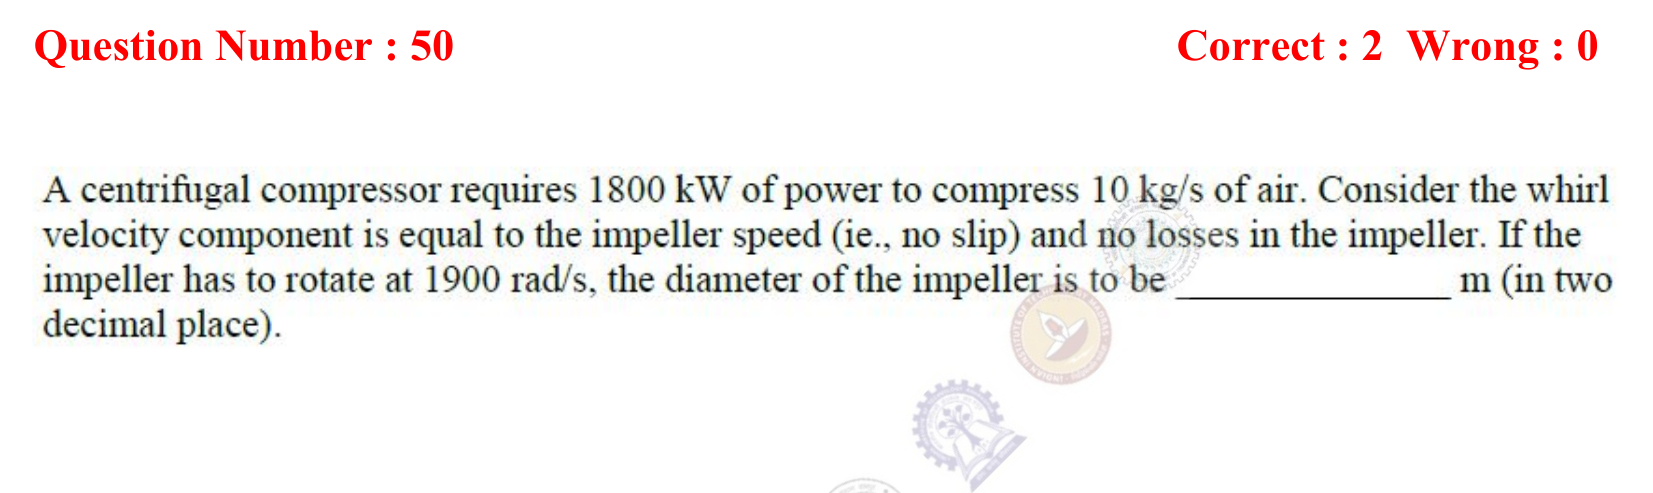 Question Number : 50 Correct : 2 Wrong : 0
A centrifugal compressor requires 1800 kW of power to compress 10 kg/s of air. Consider the whirl
velocity component is equal to the impeller speed (ie., no slip) and no losses in the impeller. If the
impeller has to rotate at 1900 rad/s, the diameter of the impeller is to be ________________ m (in two
decimal place).